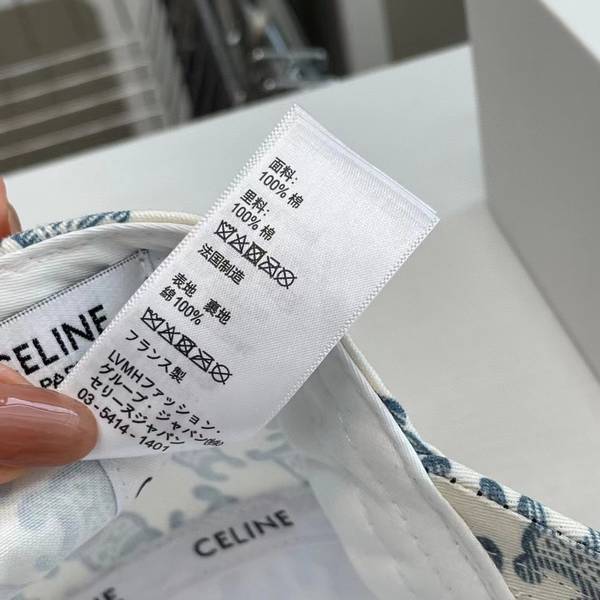 面料:
100% 棉
里料:
100% 棉
法国制造
表地 裏地
綿100%
フランス製
LVMHファッション・
グループ・ジャパン(株)
セリーヌジャパン
03-5414-1401
CELINE
PAR
CELINE